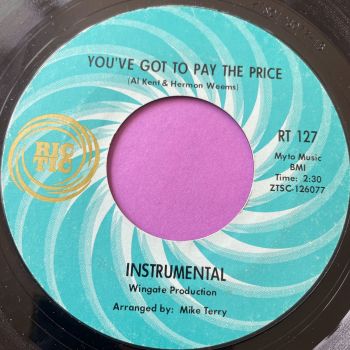 YOU'VE GOT TO PAY THE PRICE
(Al Kent & Hermon Weems)
RIC
TIC
RT 127
Myto Music
BMI
Time: 2:30
ZTSC-126077
INSTRUMENTAL
Wingate Production
Arranged by: Mike Terry